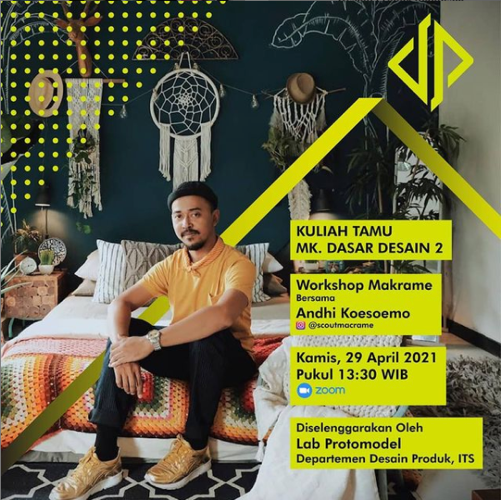 KULIAH TAMU
MK. DASAR DESAIN 2
Workshop Makrame
Bersama
Andhi Koesoemo
@scoutmacrame
Kamis, 29 April 2021
Pukul 13:30 WIB
zoom
Diselenggarakan Oleh
Lab Protomodel
Departemen Desain Produk, ITS